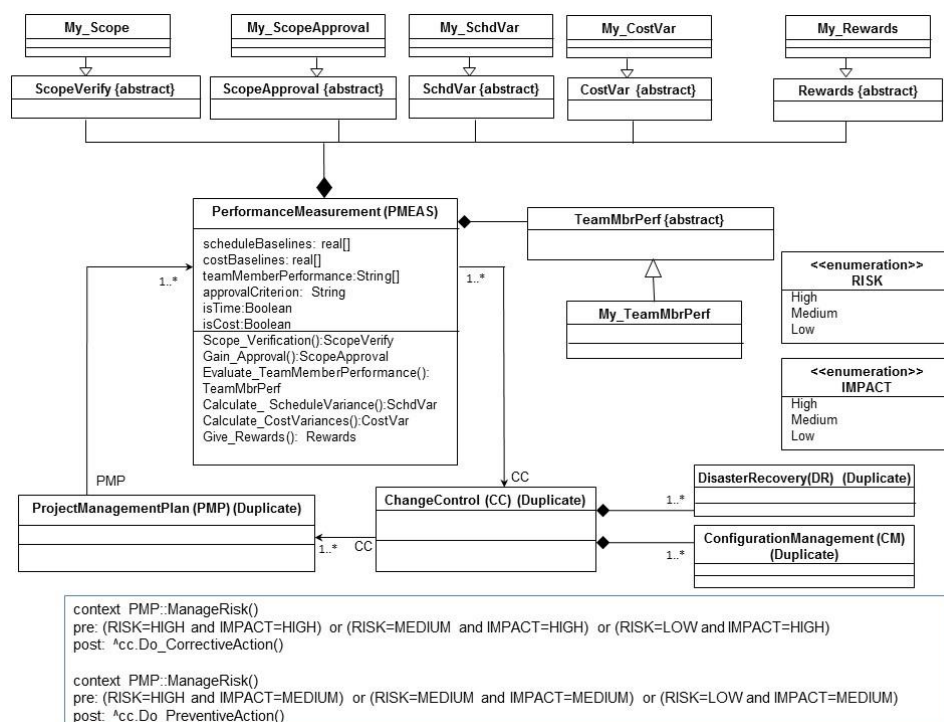 My_Scope
My_ScopeApproval
My_SchdVar
My_CostVar
My_Rewards
ScopeVerify {abstract}
ScopeApproval {abstract}
SchdVar {abstract}
CostVar {abstract}
Rewards {abstract}
PerformanceMeasurement (PMEAS)
scheduleBaselines: real[]
costBaselines: real[]
teamMemberPerformance:String[]
approvalCriterion: String
isTime:Boolean
isCost:Boolean
Scope_Verification():ScopeVerify
Gain_Approval():ScopeApproval
Evaluate_TeamMemberPerformance():
TeamMbrPerf
Calculate_ ScheduleVariance():SchdVar
Calculate_CostVariances():CostVar
Give_Rewards(): Rewards
TeamMbrPerf {abstract}
My_TeamMbrPerf
<<enumeration>>
RISK
High
Medium
Low
<<enumeration>>
IMPACT
High
Medium
Low
1..*
1..*
PMP
CC
ProjectManagementPlan (PMP) (Duplicate)
1..*
CC
ChangeControl (CC) (Duplicate)
1..*
DisasterRecovery(DR) (Duplicate)
1..*
ConfigurationManagement (CM)
(Duplicate)
context PMP::ManageRisk()
pre: (RISK=HIGH and IMPACT=HIGH) or (RISK=MEDIUM and IMPACT=HIGH) or (RISK=LOW and IMPACT=HIGH)
post: ^cc.Do_CorrectiveAction()
context PMP::ManageRisk()
pre: (RISK=HIGH and IMPACT=MEDIUM) or (RISK=MEDIUM and IMPACT=MEDIUM) or (RISK=LOW and IMPACT=MEDIUM)
post: ^cc.Do_PreventiveAction()